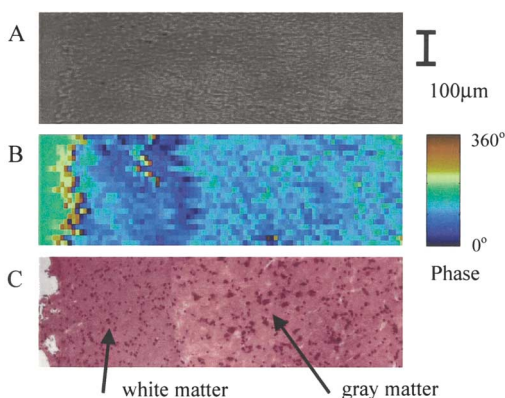 A
100μm
B
360°
0°
Phase
C
white matter
gray matter